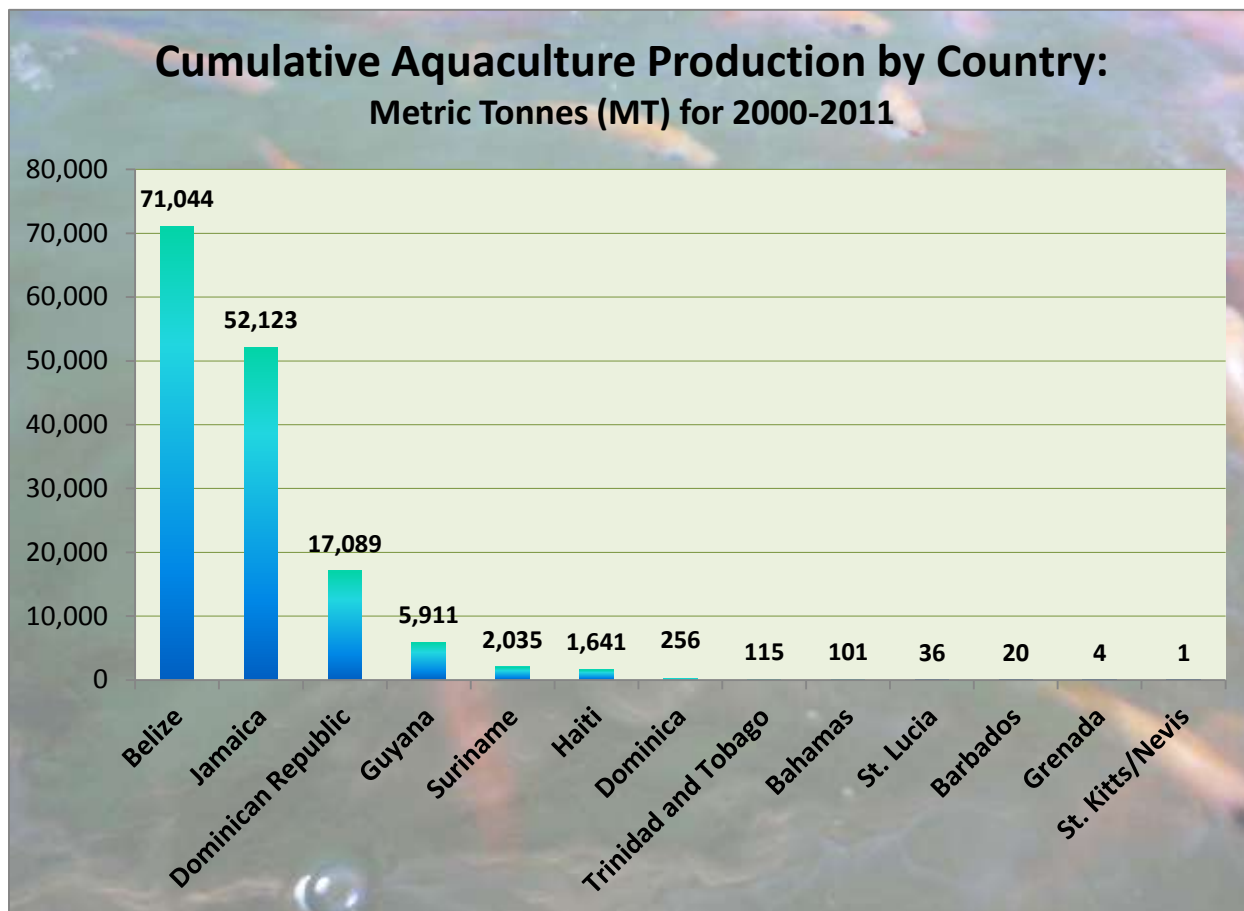 Cumulative Aquaculture Production by Country:
Metric Tonnes (MT) for 2000-2011
80,000
70,000
60,000
50,000
40,000
30,000
20,000
10,000
0
71,044
52,123
17,089
5,911
2,035
1,641
256
115
101
36
20
4
1
Belize
Jamaica
Dominican Republic
Guyana
Suriname
Haiti
Dominica
Trinidad and Tobago
Bahamas
St. Lucia
Barbados
Grenada
St. Kitts/Nevis